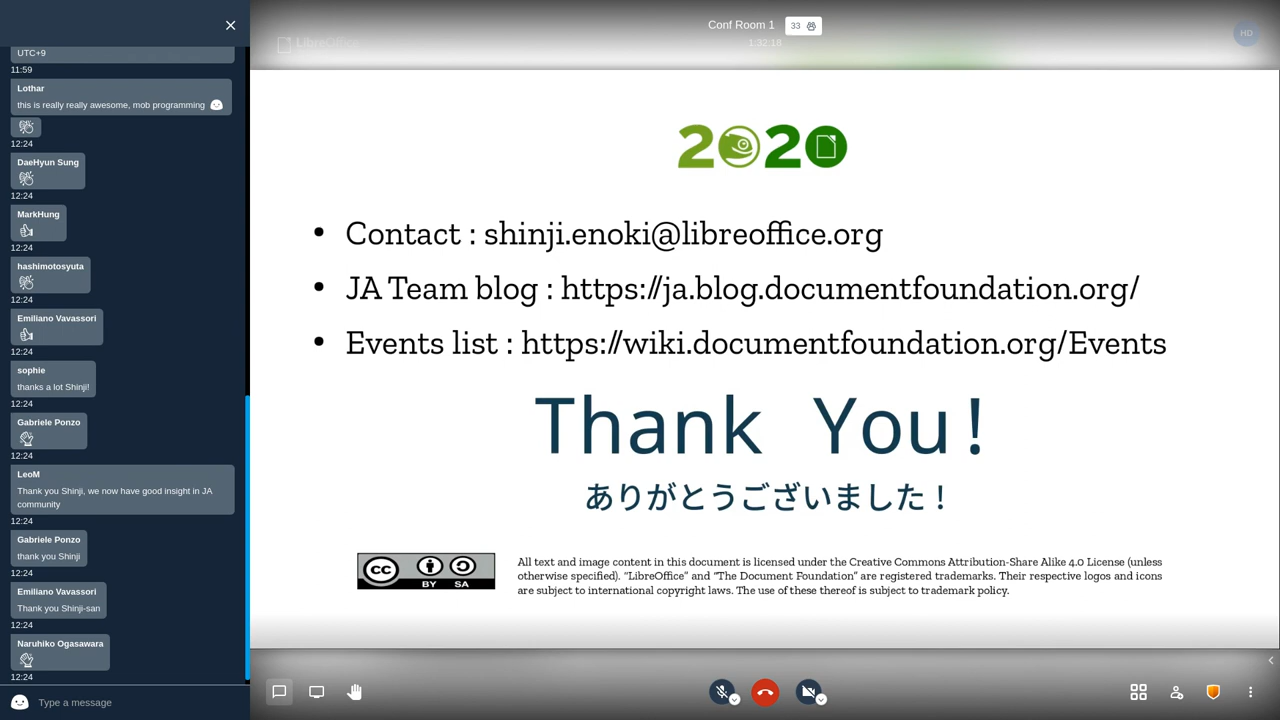 UTC+9
11:59
Lothar
this is really really awesome, mob programming
12:24
DaeHyun Sung
12:24
MarkHung
12:24
hashimotosyuta
12:24
Emiliano Vavassori
12:24
sophie
thanks a lot Shinji!
12:24
Gabriele Ponzo
12:24
LeoM
Thank you Shinji, we now have good insight in JA
community
12:24
Gabriele Ponzo
thank you Shinji
12:24
Emiliano Vavassori
Thank you Shinji-san
12:24
Naruhiko Ogasawara
12:24
Type a message
Conf Room 1
33
1:32:18
LibreOffice
HD
2020
• Contact : shinji.enoki@libreoffice.org
• JA Team blog : https://ja.blog.documentfoundation.org/
• Events list : https://wiki.documentfoundation.org/Events
Thank You!
ありがとうございました！
cc BY SA
All text and image content in this document is licensed under the Creative Commons Attribution-Share Alike 4.0 License (unless
otherwise specified). “LibreOffice” and “The Document Foundation” are registered trademarks. Their respective logos and icons
are subject to international copyright laws. The use of these thereof is subject to trademark policy.